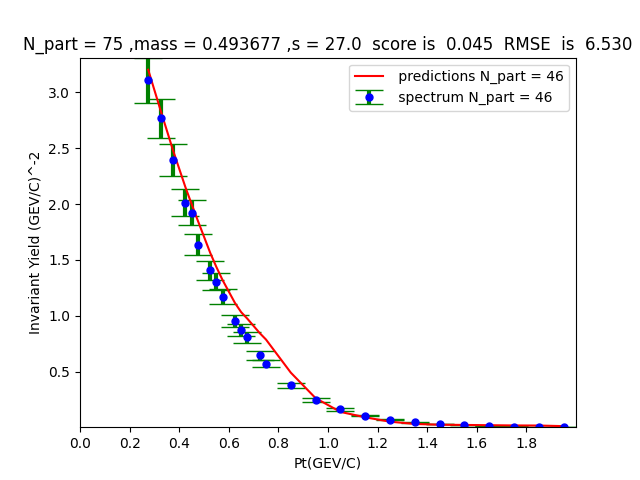 N_part = 75 ,mass = 0.493677 ,s = 27.0  score is  0.045  RMSE  is  6.530
predictions N_part = 46
spectrum N_part = 46
3.0
2.5
2.0
1.5
1.0
0.5
Invariant Yield (GEV/C)^-2
0.0 0.2 0.4 0.6 0.8 1.0 1.2 1.4 1.6 1.8
Pt(GEV/C)